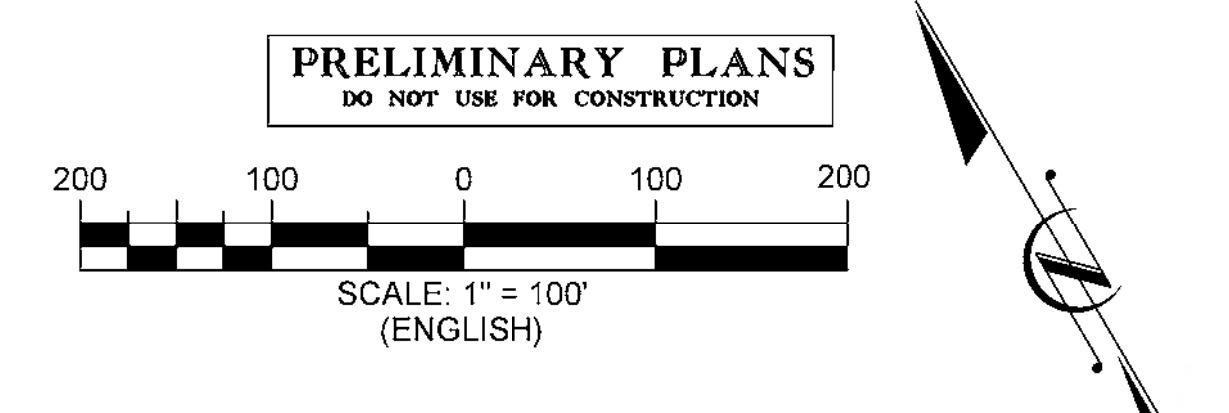 PRELIMINARY PLANS
DO NOT USE FOR CONSTRUCTION
200 100 0 100 200
SCALE: 1" = 100'
(ENGLISH)
N